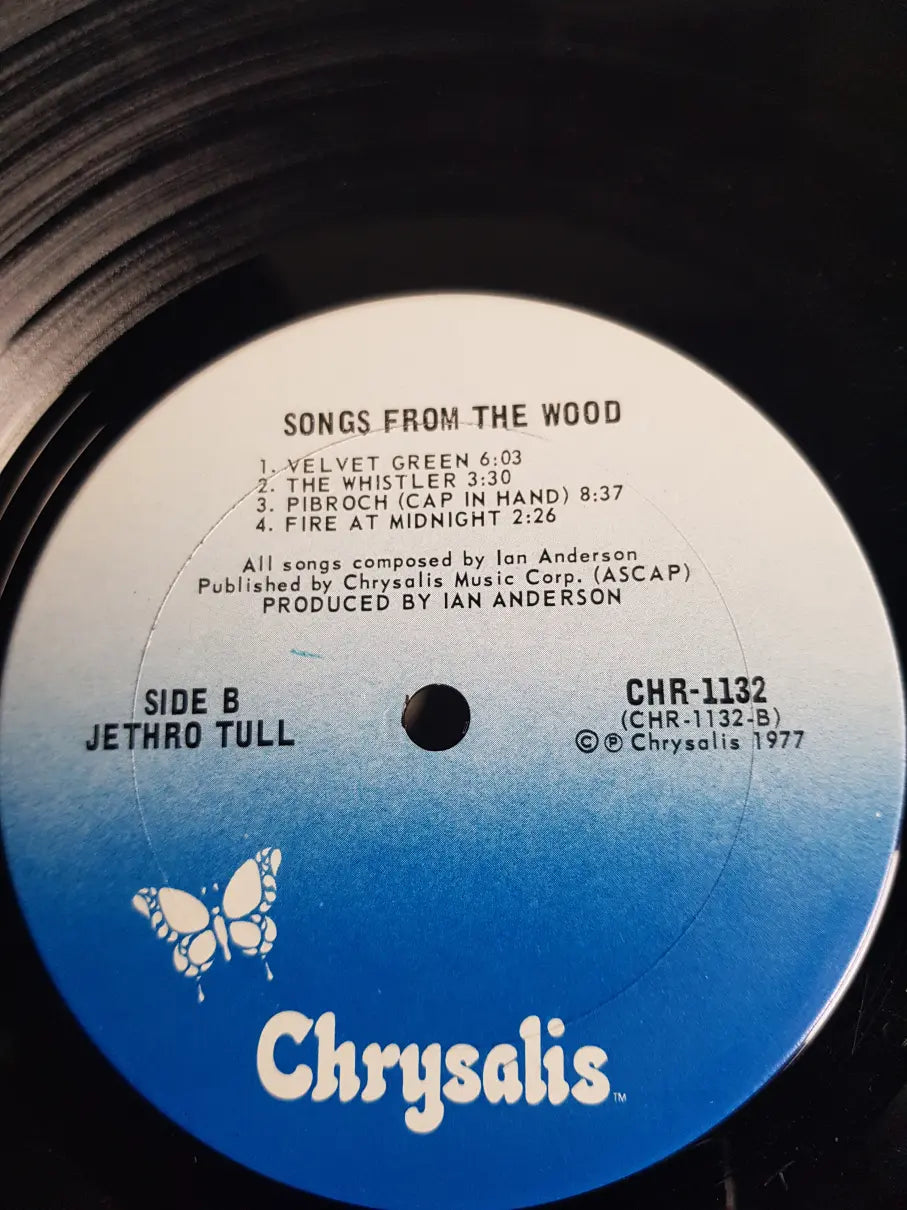 SONGS FROM THE WOOD
1. VELVET GREEN 6:03
2. THE WHISTLER 3:30
3. PIBROCH (CAP IN HAND) 8:37
4. FIRE AT MIDNIGHT 2:26
All songs composed by Ian Anderson
Published by Chrysalis Music Corp. (ASCAP)
PRODUCED BY IAN ANDERSON
SIDE B
JETHRO TULL
CHR-1132
(CHR-1132-B)
© ℗ Chrysalis 1977
Chrysalis™